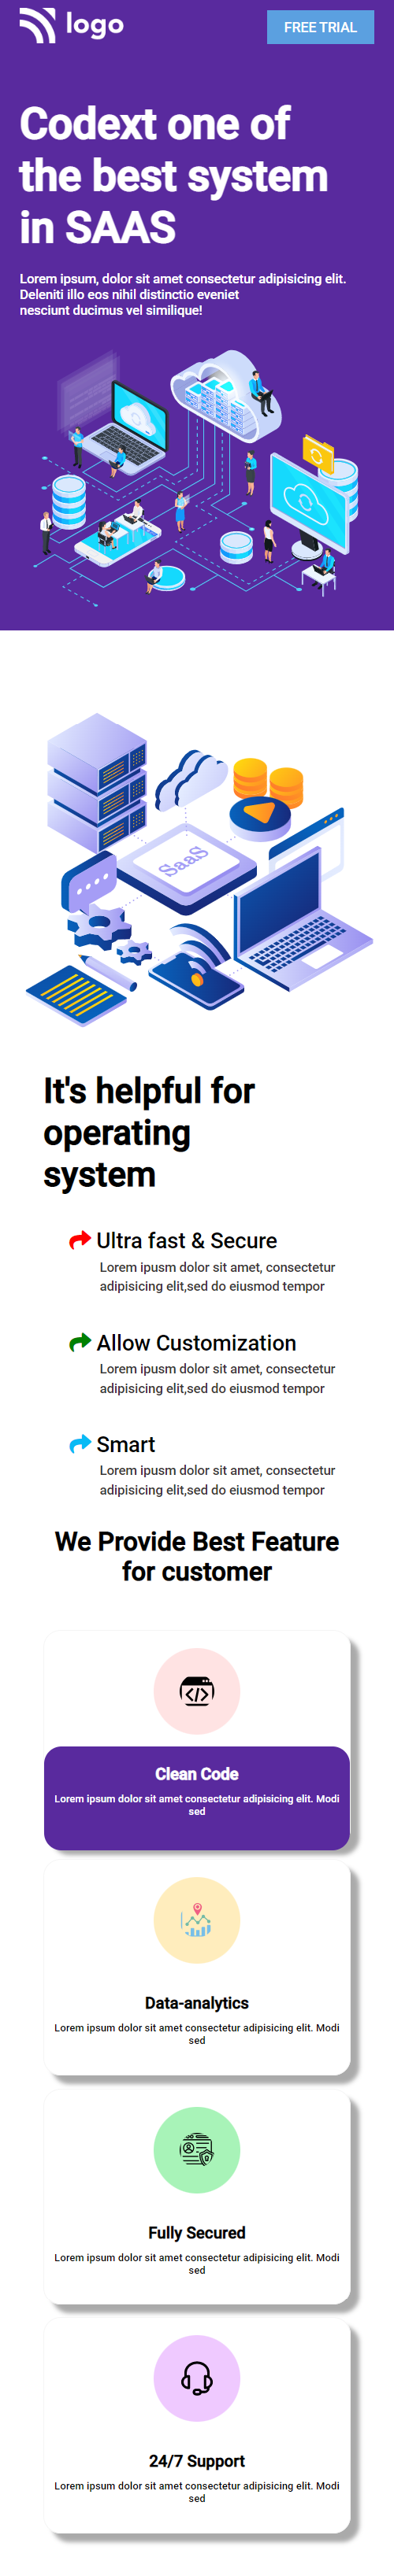 logo
FREE TRIAL
Codext one of
the best system
in SAAS
Lorem ipsum, dolor sit amet consectetur adipisicing elit.
Deleniti illo eos nihil distinctio eveniet
nesciunt ducimus vel similique!
SaaS
It's helpful for
operating
system
Ultra fast & Secure
Lorem ipusm dolor sit amet, consectetur
adipisicing elit,sed do eiusmod tempor
Allow Customization
Lorem ipusm dolor sit amet, consectetur
adipisicing elit,sed do eiusmod tempor
Smart
Lorem ipusm dolor sit amet, consectetur
adipisicing elit,sed do eiusmod tempor
We Provide Best Feature
for customer
Clean Code
Lorem ipsum dolor sit amet consectetur adipisicing elit. Modi
sed
Data-analytics
Lorem ipsum dolor sit amet consectetur adipisicing elit. Modi
sed
Fully Secured
Lorem ipsum dolor sit amet consectetur adipisicing elit. Modi
sed
24/7 Support
Lorem ipsum dolor sit amet consectetur adipisicing elit. Modi
sed